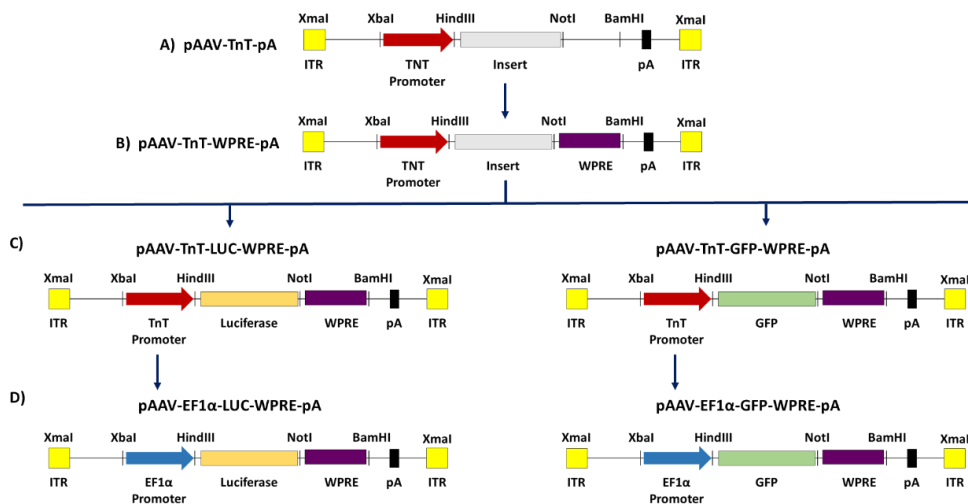 XmaI XbaI HindIII NotI BamHI XmaI
A) pAAV-TnT-pA
ITR TNT Promoter Insert pA ITR
XmaI XbaI HindIII NotI BamHI XmaI
B) pAAV-TnT-WPRE-pA
ITR TNT Promoter Insert WPRE pA ITR
C)
pAAV-TnT-LUC-WPRE-pA pAAV-TnT-GFP-WPRE-pA
XmaI XbaI HindIII NotI BamHI XmaI XmaI XbaI HindIII NotI BamHI XmaI
ITR TnT Promoter Luciferase WPRE pA ITR ITR TnT Promoter GFP WPRE pA ITR
D)
pAAV-EF1α-LUC-WPRE-pA pAAV-EF1α-GFP-WPRE-pA
XmaI XbaI HindIII NotI BamHI XmaI XmaI XbaI HindIII NotI BamHI XmaI
ITR EF1α Promoter Luciferase WPRE pA ITR ITR EF1α Promoter GFP WPRE pA ITR